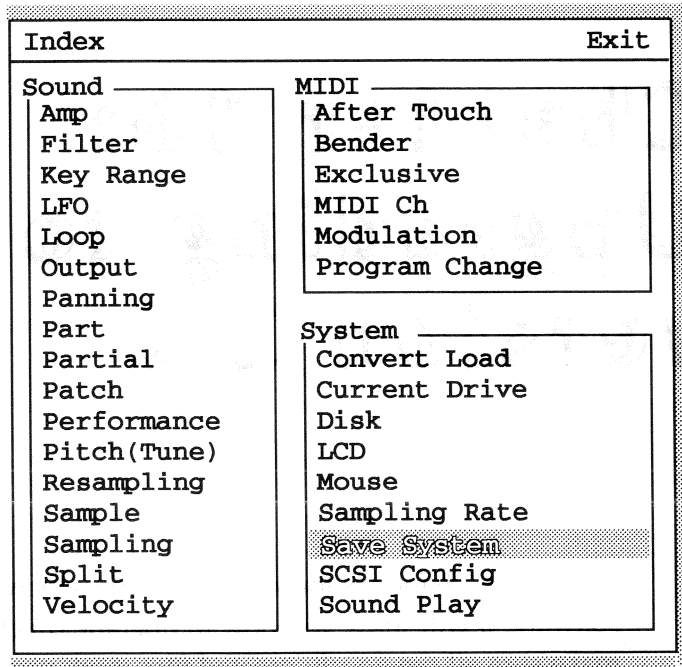 Index Exit
Sound
Amp
Filter
Key Range
LFO
Loop
Output
Panning
Part
Partial
Patch
Performance
Pitch(Tune)
Resampling
Sample
Sampling
Split
Velocity
MIDI
After Touch
Bender
Exclusive
MIDI Ch
Modulation
Program Change
System
Convert Load
Current Drive
Disk
LCD
Mouse
Sampling Rate
Save System
SCSI Config
Sound Play